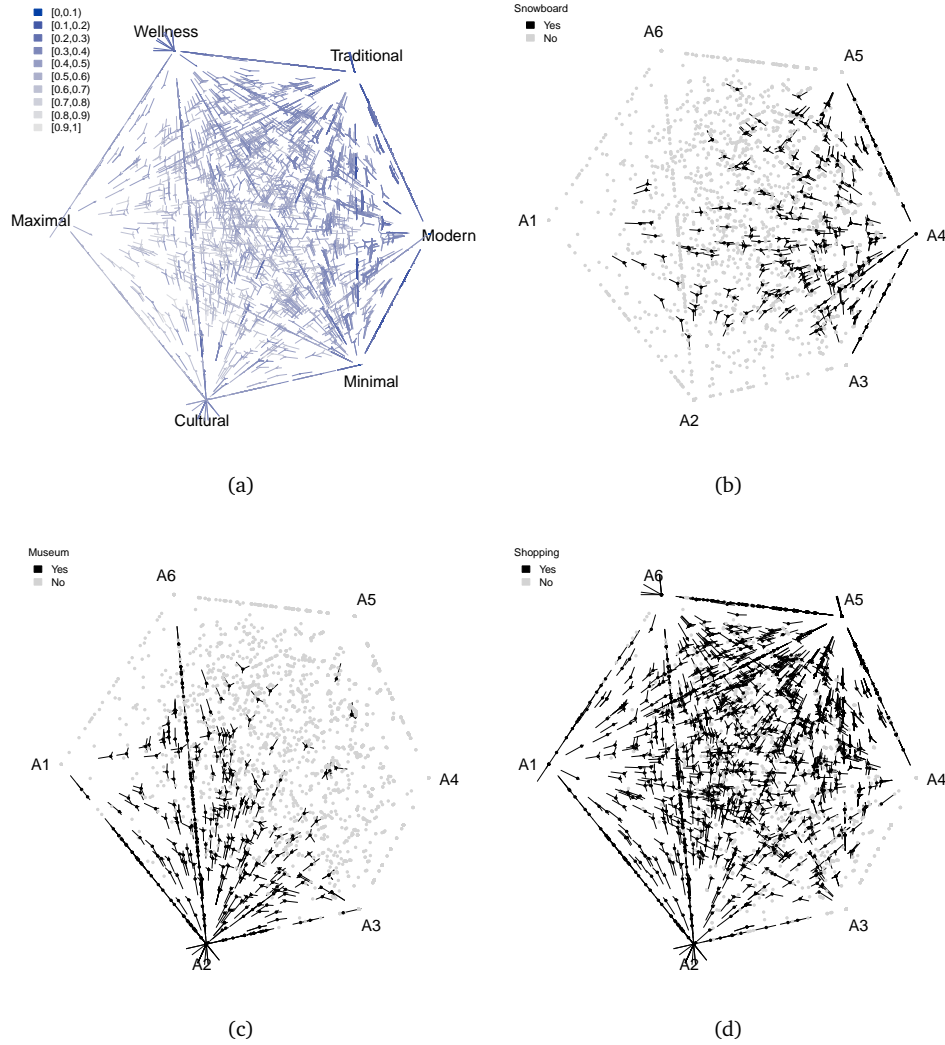 [0,0.1)
[0.1,0.2)
[0.2,0.3)
[0.3,0.4)
[0.4,0.5)
[0.5,0.6)
[0.6,0.7)
[0.7,0.8)
[0.8,0.9)
[0.9,1]
Wellness
Traditional
Maximal
Modern
Minimal
Cultural
(a)
Snowboard
Yes
No
A6
A5
A1
A4
A3
A2
(b)
Museum
Yes
No
A6
A5
A1
A4
A3
A2
(c)
Shopping
Yes
No
A6
A5
A1
A4
A3
A2
(d)